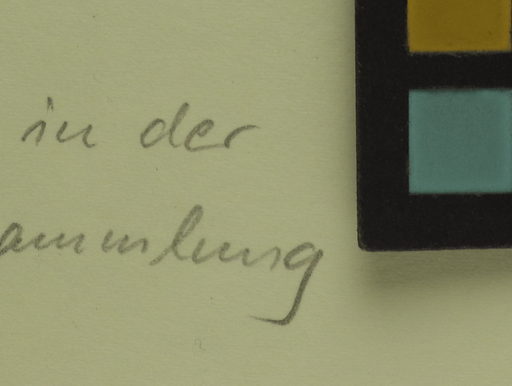 in der
ammlung